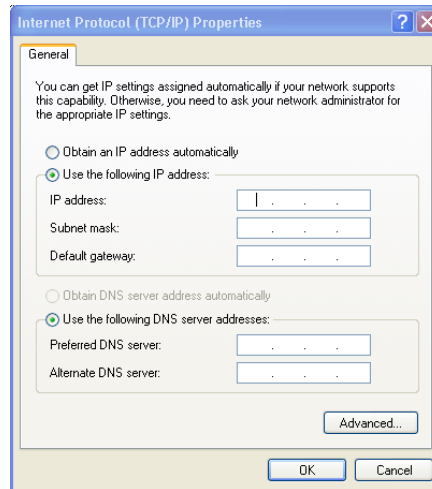 Internet Protocol (TCP/IP) Properties
General
You can get IP settings assigned automatically if your network supports
this capability. Otherwise, you need to ask your network administrator for
the appropriate IP settings.
Obtain an IP address automatically
Use the following IP address:
IP address:
Subnet mask:
Default gateway:
Obtain DNS server address automatically
Use the following DNS server addresses:
Preferred DNS server:
Alternate DNS server:
Advanced...
OK Cancel